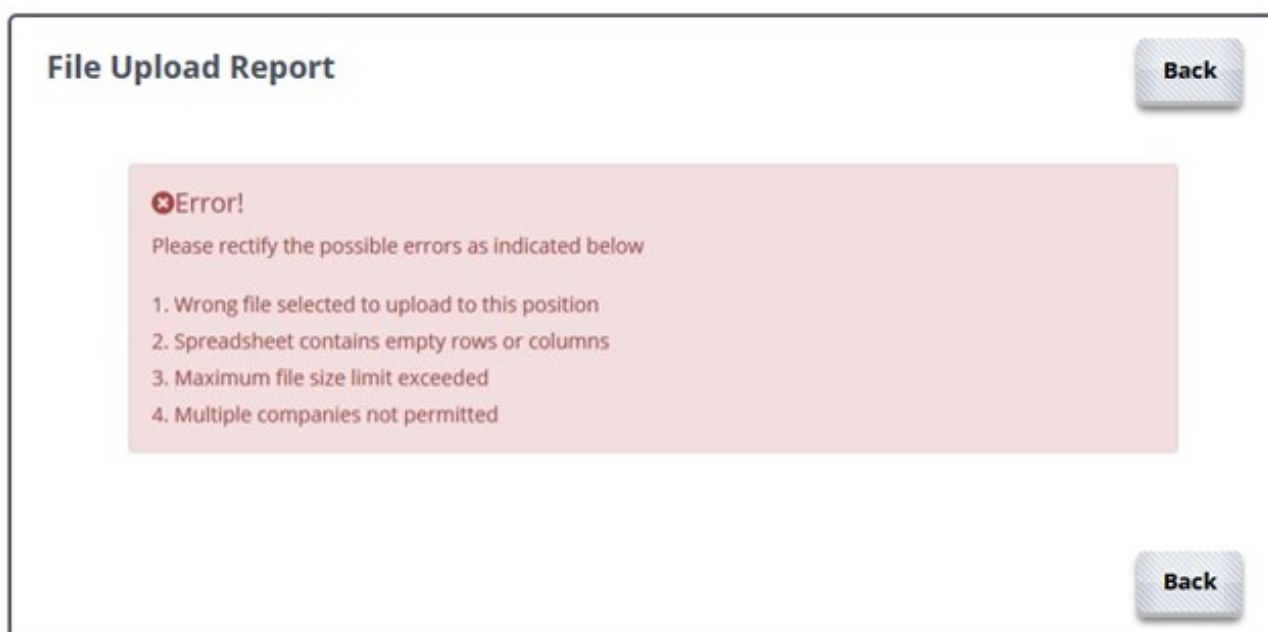 File Upload Report
Back
Error!
Please rectify the possible errors as indicated below
1. Wrong file selected to upload to this position
2. Spreadsheet contains empty rows or columns
3. Maximum file size limit exceeded
4. Multiple companies not permitted
Back